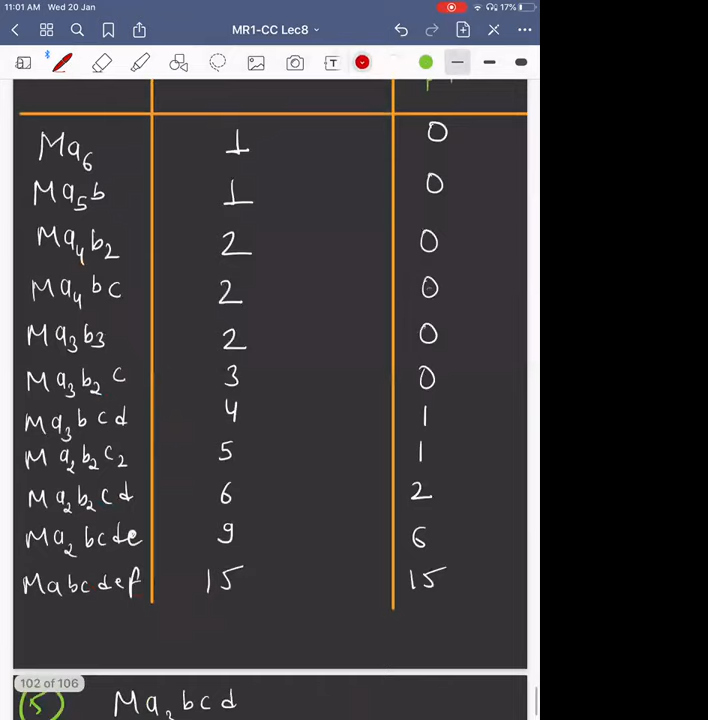 11:01 AM Wed 20 Jan 17%
MR1-CC Lec8
T
Ma₆ 1 0
Ma₅b 1 0
Ma₄b₂ 2 0
Ma₄bc 2 0
Ma₃b₃ 2 0
Ma₃b₂c 3 0
Ma₃bcd 4 1
Ma₂b₂c₂ 5 1
Ma₂b₂cd 6 2
Ma₂bcde 9 6
Mabcdef 15 15
102 of 106
5 Ma₃bcd